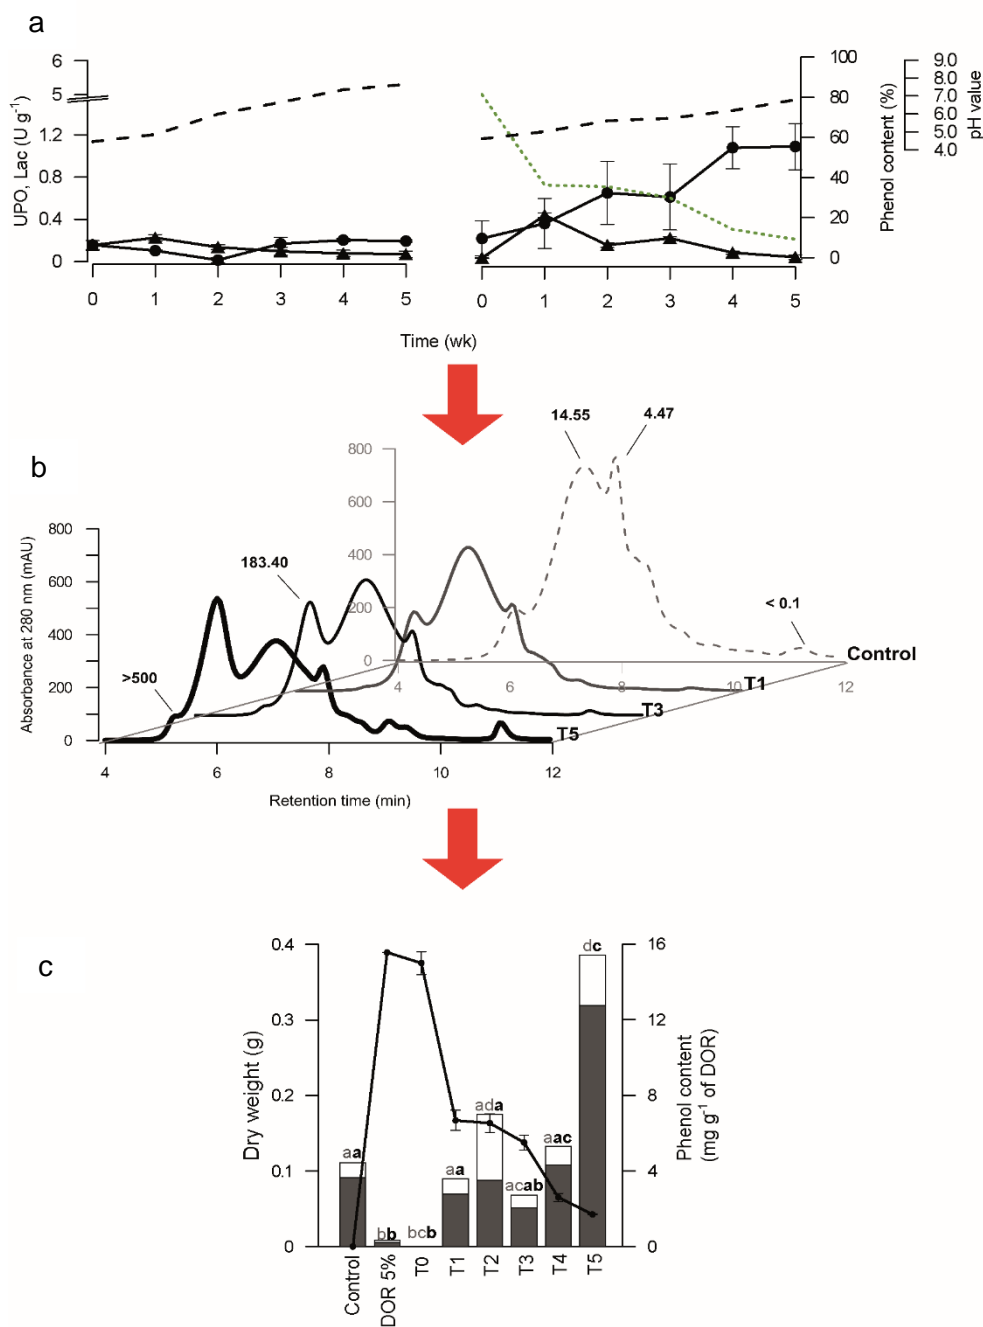 a
6
5
1.2
0.8
0.4
0
UPO, Lac (U g-1)
0 1 2 3 4 5
0 1 2 3 4 5
100
80
60
40
20
0
Phenol content (%)
9.0
8.0
7.0
6.0
5.0
4.0
pH value
Time (wk)
b
14.55
4.47
800
600
400
200
0
< 0.1
Control
4 6 8 10 12
T1
800
600
400
200
0
Absorbance at 280 nm (mAU)
183.40
>500
T3
T5
4 6 8 10 12
Retention time (min)
c
0.4
0.3
0.2
0.1
0
Dry weight (g)
aa
bb
bcb
aa
ada
acab
aac
dc
16
12
8
4
0
Phenol content
(mg g-1 of DOR)
Control
DOR 5%
T0
T1
T2
T3
T4
T5